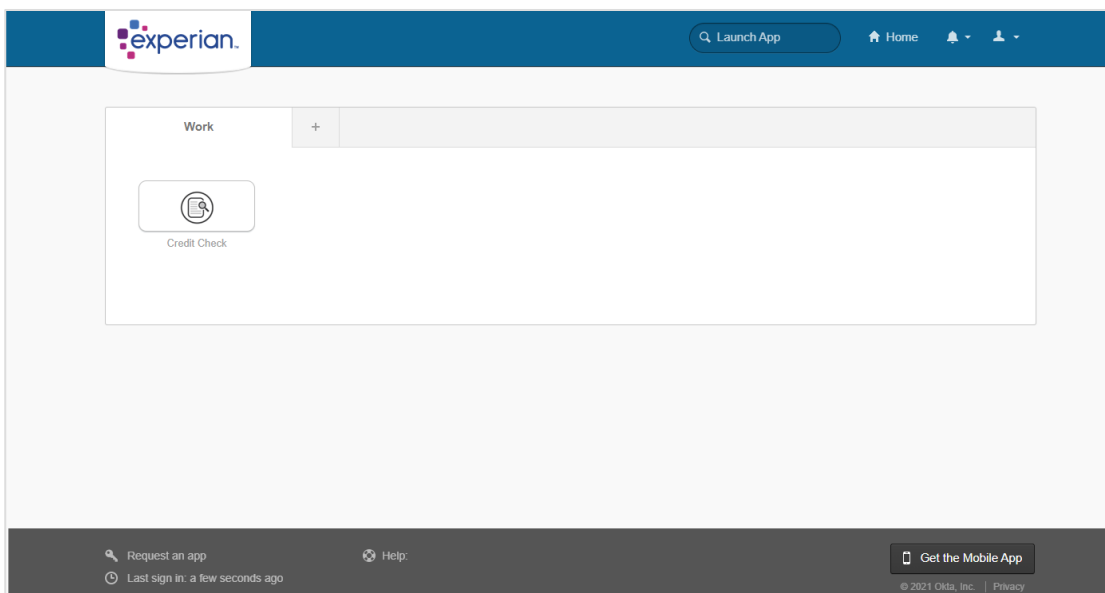 experian™
Launch App
Home
Work
+
Credit Check
Request an app
Help:
Get the Mobile App
Last sign in: a few seconds ago
© 2021 Okta, Inc. | Privacy